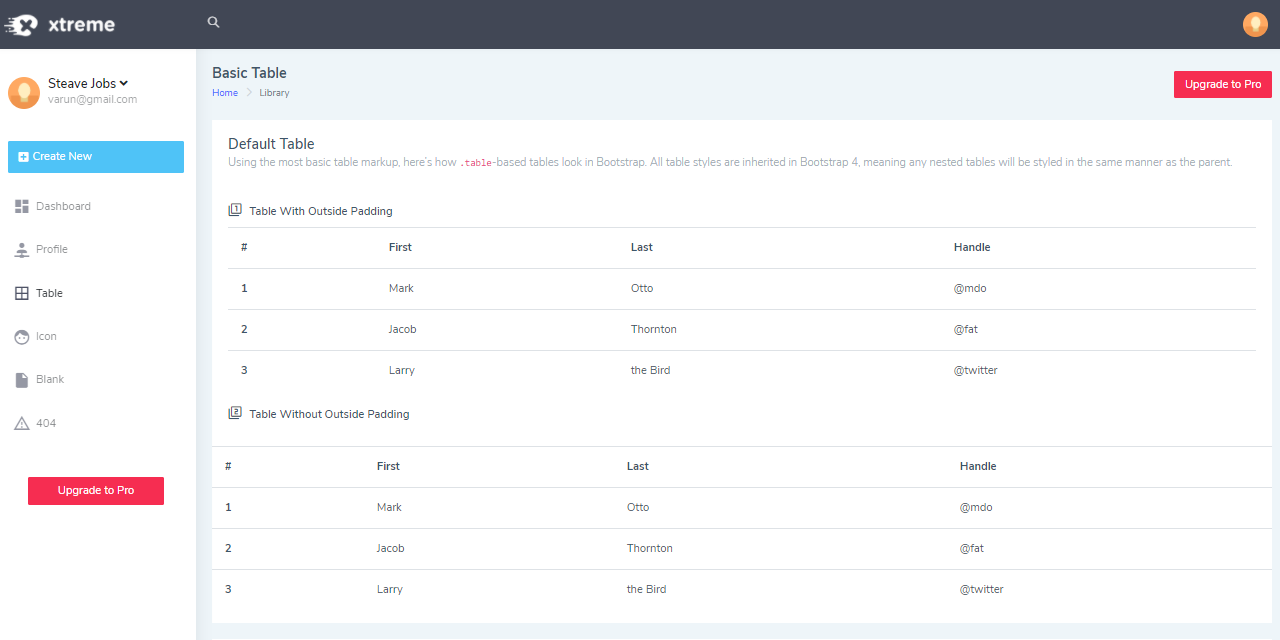 xtreme
Steave Jobs
varun@gmail.com
Create New
Dashboard
Profile
Table
Icon
Blank
404
Upgrade to Pro
Basic Table
Home Library
Upgrade to Pro
Default Table
Using the most basic table markup, here's how .table-based tables look in Bootstrap. All table styles are inherited in Bootstrap 4, meaning any nested tables will be styled in the same manner as the parent.
1 Table With Outside Padding
# First Last Handle
1 Mark Otto @mdo
2 Jacob Thornton @fat
3 Larry the Bird @twitter
2 Table Without Outside Padding
# First Last Handle
1 Mark Otto @mdo
2 Jacob Thornton @fat
3 Larry the Bird @twitter